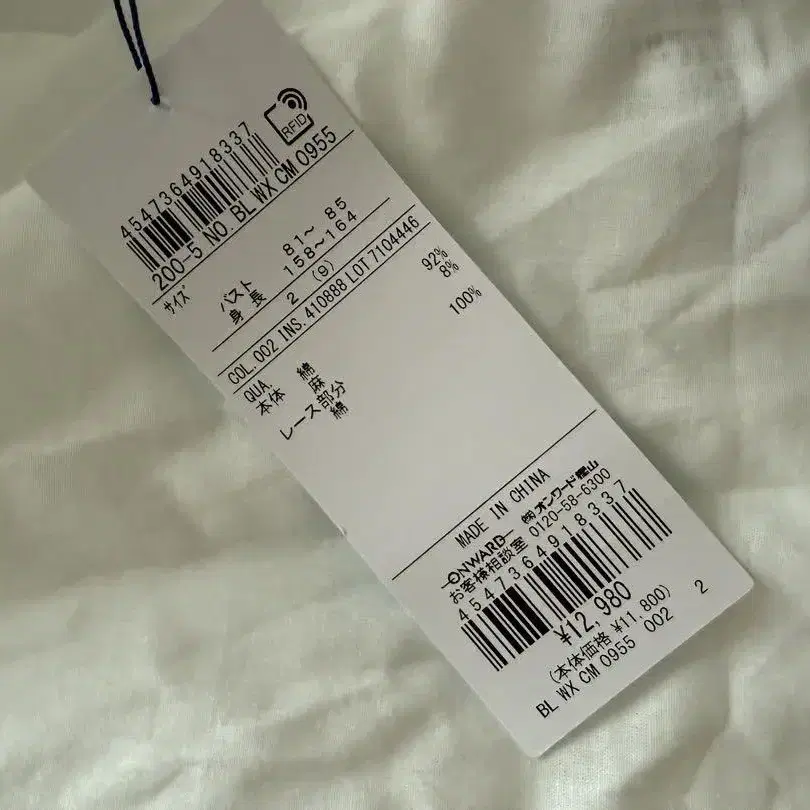 RFID
4547364918337
200-5 NO. BL WX CM 0955
サイズ
バスト 81～ 85
身長 158～164
2 (9)
COL. 002 INS. 410888 LOT 7104446
QUA.
本体 綿 92%
麻 8%
レース部分
綿 100%
MADE IN CHINA
ONWARD ㈱オンワード樫山
お客様相談室 0120-58-6300
4547364918337
¥12,980
(本体価格 ¥11,800)
BL WX CM 0955 002 2